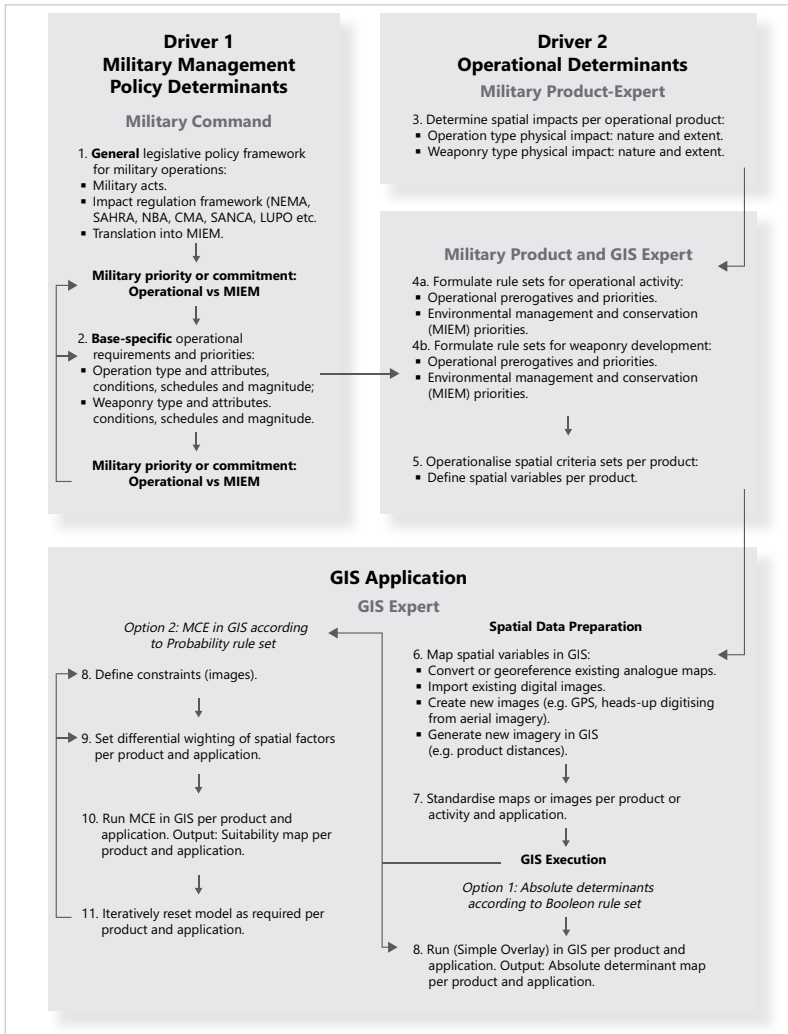 Driver 1
Military Management
Policy Determinants
Military Command
1. General legislative policy framework
for military operations:
▪ Military acts.
▪ Impact regulation framework (NEMA,
SAHRA, NBA, CMA, SANCA, LUPO etc.
▪ Translation into MIEM.
Military priority or commitment:
Operational vs MIEM
2. Base-specific operational
requirements and priorities:
▪ Operation type and attributes,
conditions, schedules and magnitude;
▪ Weaponry type and attributes.
conditions, schedules and magnitude.
Military priority or commitment:
Operational vs MIEM
Driver 2
Operational Determinants
Military Product-Expert
3. Determine spatial impacts per operational product:
▪ Operation type physical impact: nature and extent.
▪ Weaponry type physical impact: nature and extent.
Military Product and GIS Expert
4a. Formulate rule sets for operational activity:
▪ Operational prerogatives and priorities.
▪ Environmental management and conservation
(MIEM) priorities.
4b. Formulate rule sets for weaponry development:
▪ Operational prerogatives and priorities.
▪ Environmental management and conservation
(MIEM) priorities.
5. Operationalise spatial criteria sets per product:
▪ Define spatial variables per product.
GIS Application
GIS Expert
Option 2: MCE in GIS according
to Probability rule set
8. Define constraints (images).
9. Set differential wighting of spatial factors
per product and application.
10. Run MCE in GIS per product and
application. Output: Suitability map per
product and application.
11. Iteratively reset model as required per
product and application.
Spatial Data Preparation
6. Map spatial variables in GIS:
▪ Convert or georeference existing analogue maps.
▪ Import existing digital images.
▪ Create new images (e.g. GPS, heads-up digitising
from aerial imagery).
▪ Generate new imagery in GIS
(e.g. product distances).
7. Standardise maps or images per product or
activity and application.
GIS Execution
Option 1: Absolute determinants
according to Boolean rule set
8. Run (Simple Overlay) in GIS per product and
application. Output: Absolute determinant map
per product and application.